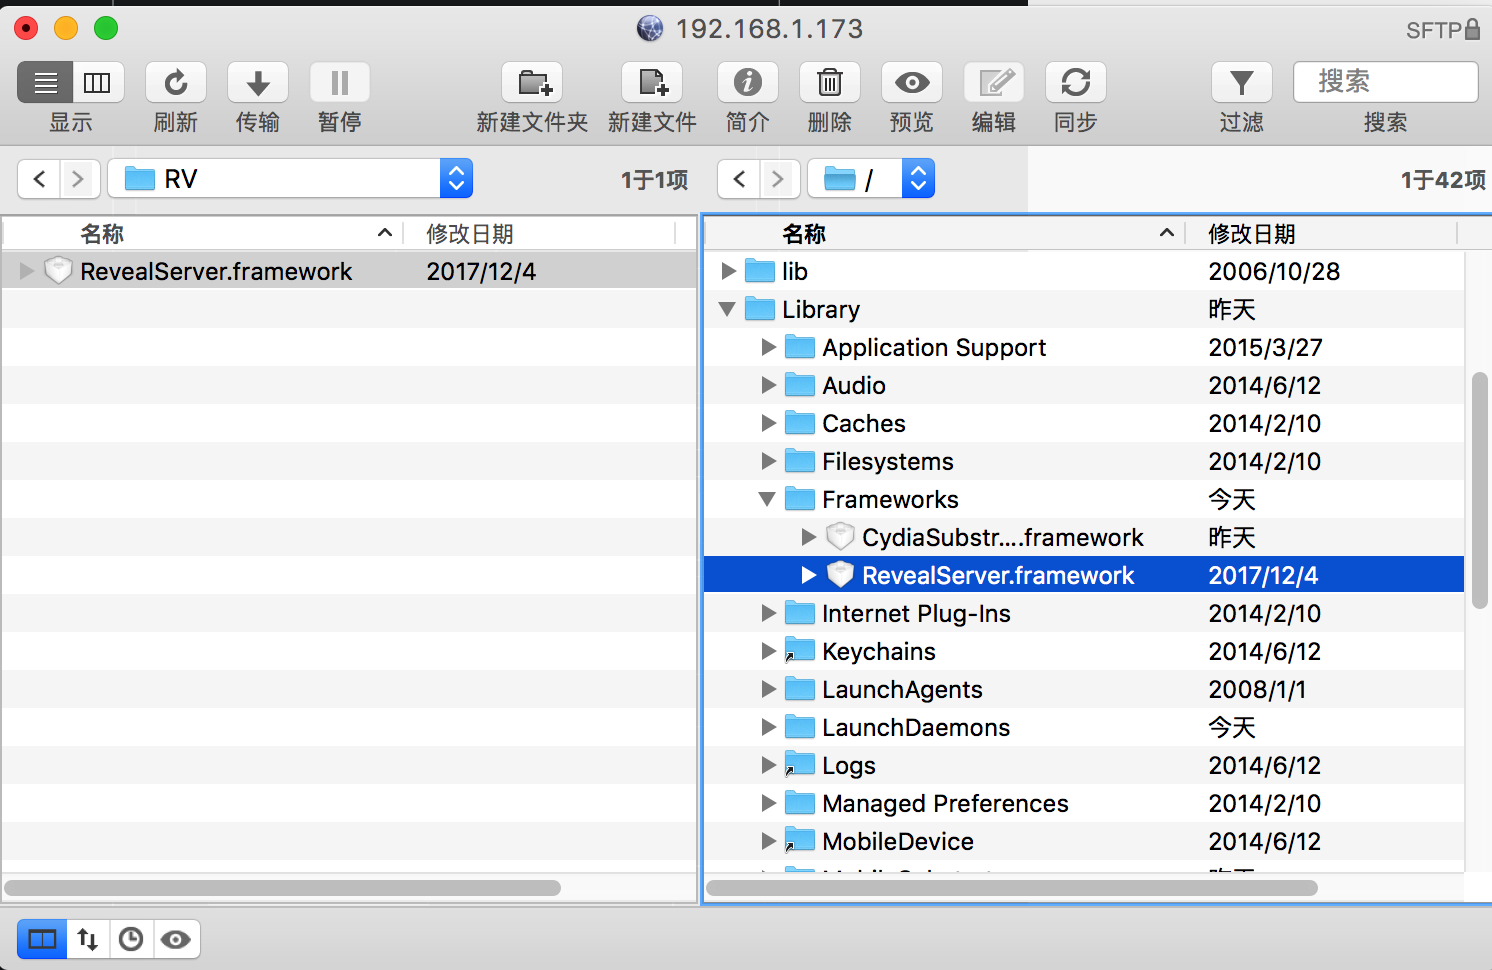 192.168.1.173
SFTP
搜索
显示 刷新 传输 暂停 新建文件夹 新建文件 简介 删除 预览 编辑 同步 过滤 搜索
RV 1于1项
/ 1于42项
名称 修改日期
RevealServer.framework 2017/12/4
名称 修改日期
lib 2006/10/28
Library 昨天
Application Support 2015/3/27
Audio 2014/6/12
Caches 2014/2/10
Filesystems 2014/2/10
Frameworks 今天
CydiaSubstr....framework 昨天
RevealServer.framework 2017/12/4
Internet Plug-Ins 2014/2/10
Keychains 2014/6/12
LaunchAgents 2008/1/1
LaunchDaemons 今天
Logs 2014/6/12
Managed Preferences 2014/2/10
MobileDevice 2014/6/12